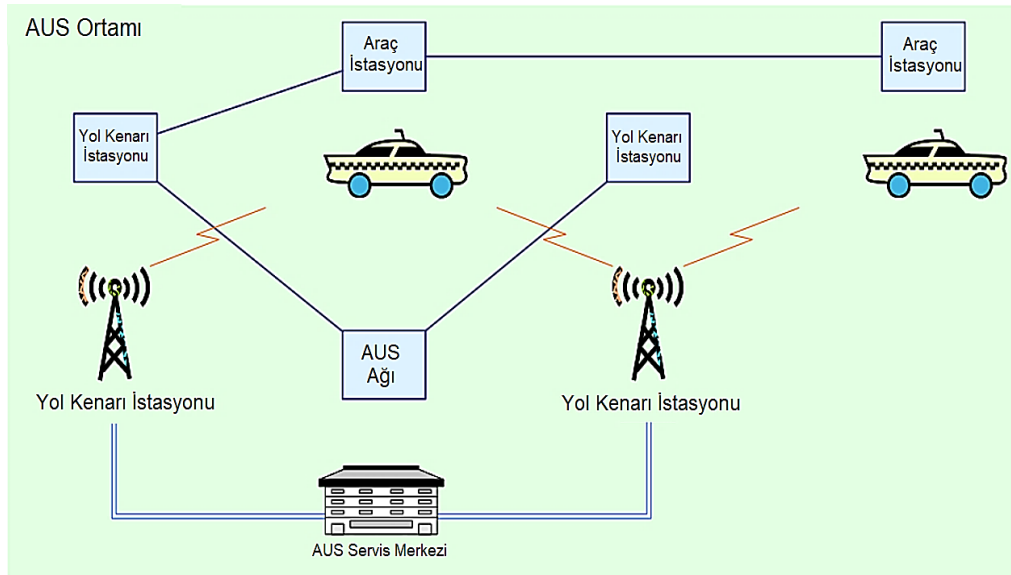 AUS Ortamı
Araç
İstasyonu
Araç
İstasyonu
Yol Kenarı
İstasyonu
Yol Kenarı
İstasyonu
AUS
Ağı
Yol Kenarı İstasyonu
Yol Kenarı İstasyonu
AUS Servis Merkezi